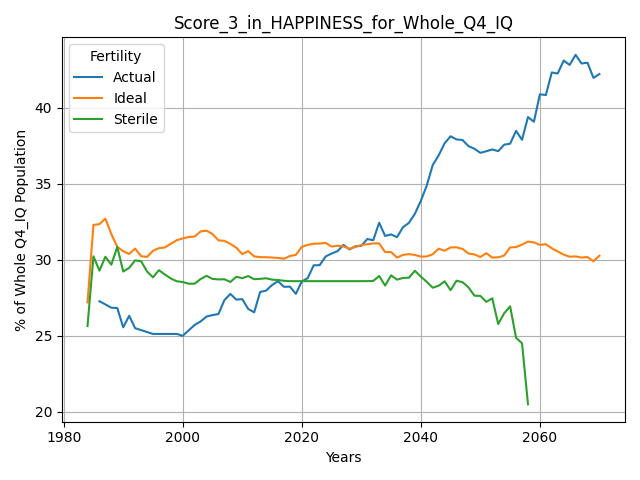 Score_3_in_HAPPINESS_for_Whole_Q4_IQ
Fertility
Actual
Ideal
Sterile
% of Whole Q4_IQ Population
40
35
30
25
20
1980
2000
2020
2040
2060
Years